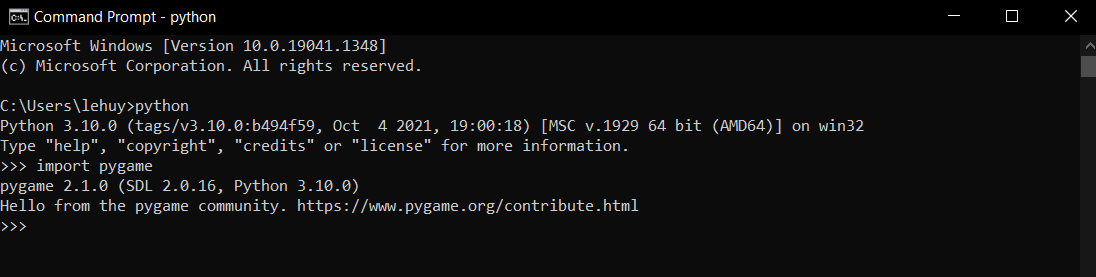 Command Prompt - python
Microsoft Windows [Version 10.0.19041.1348]
(c) Microsoft Corporation. All rights reserved.
C:\Users\lehuy>python
Python 3.10.0 (tags/v3.10.0:b494f59, Oct  4 2021, 19:00:18) [MSC v.1929 64 bit (AMD64)] on win32
Type "help", "copyright", "credits" or "license" for more information.
>>> import pygame
pygame 2.1.0 (SDL 2.0.16, Python 3.10.0)
Hello from the pygame community. https://www.pygame.org/contribute.html
>>>